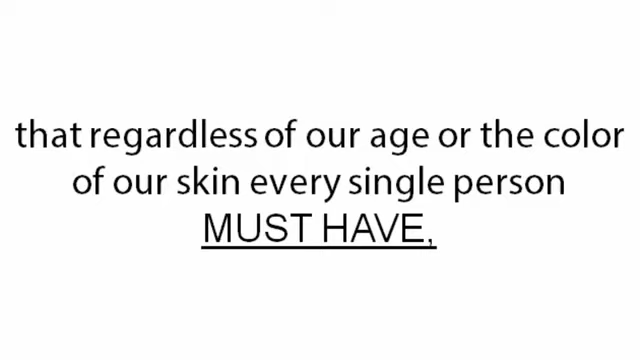 that regardless of our age or the color
of our skin every single person
MUST HAVE,